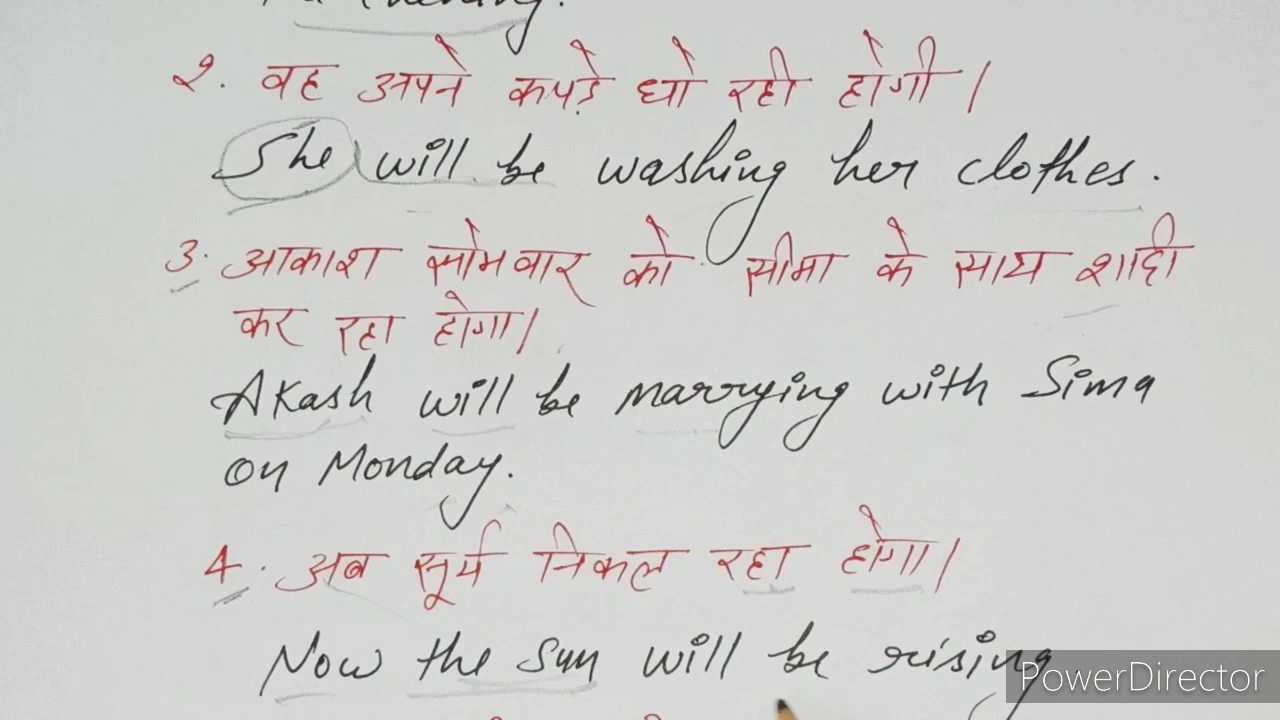 २. वह अपने कपड़े धो रही होगी।
She will be washing her clothes.
3. आकाश सोमवार को सीमा के साथ शादी
कर रहा होगा।
Akash will be marrying with Sima
on Monday.
4. अब सूर्य निकल रहा होगा।
Now the sun will be rising
PowerDirector